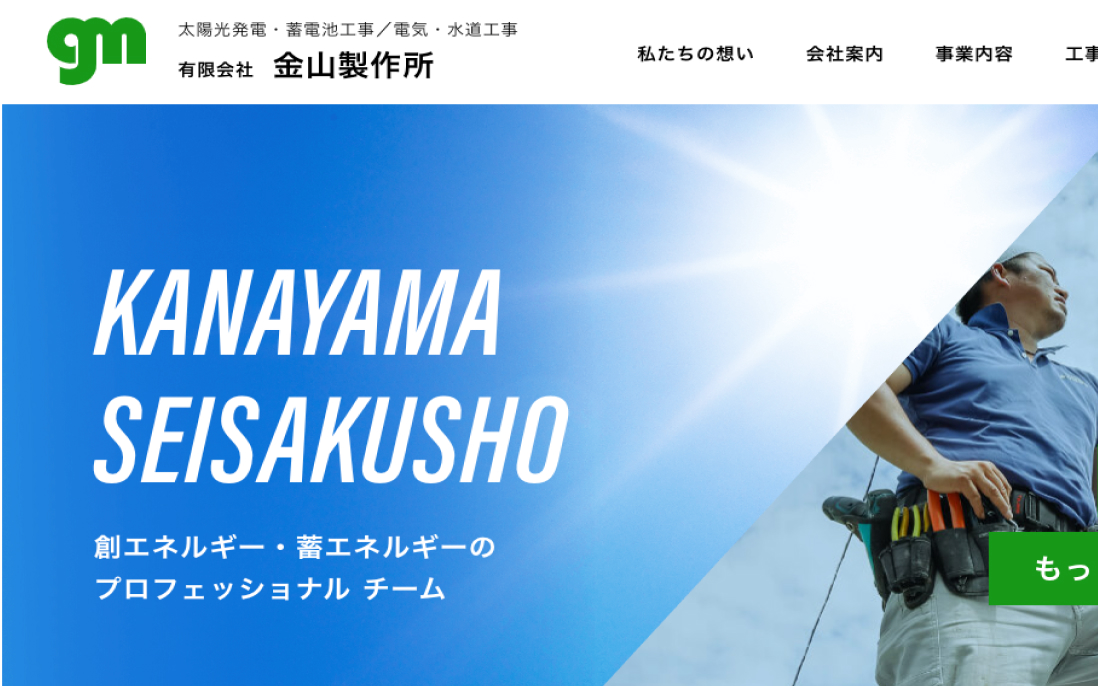 gm
太陽光発電・蓄電池工事／電気・水道工事
有限会社 金山製作所
私たちの想い 会社案内 事業内容 工事
KANAYAMA
SEISAKUSHO
創エネルギー・蓄エネルギーの
プロフェッショナル チーム
もっ